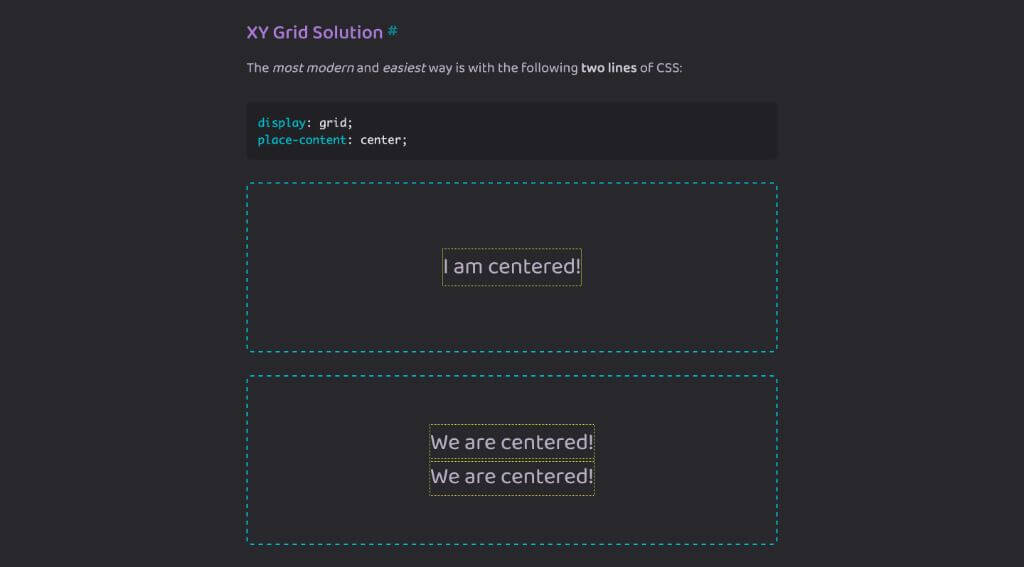 XY Grid Solution #
The most modern and easiest way is with the following two lines of CSS:
display: grid;
place-content: center;
I am centered!
We are centered!
We are centered!